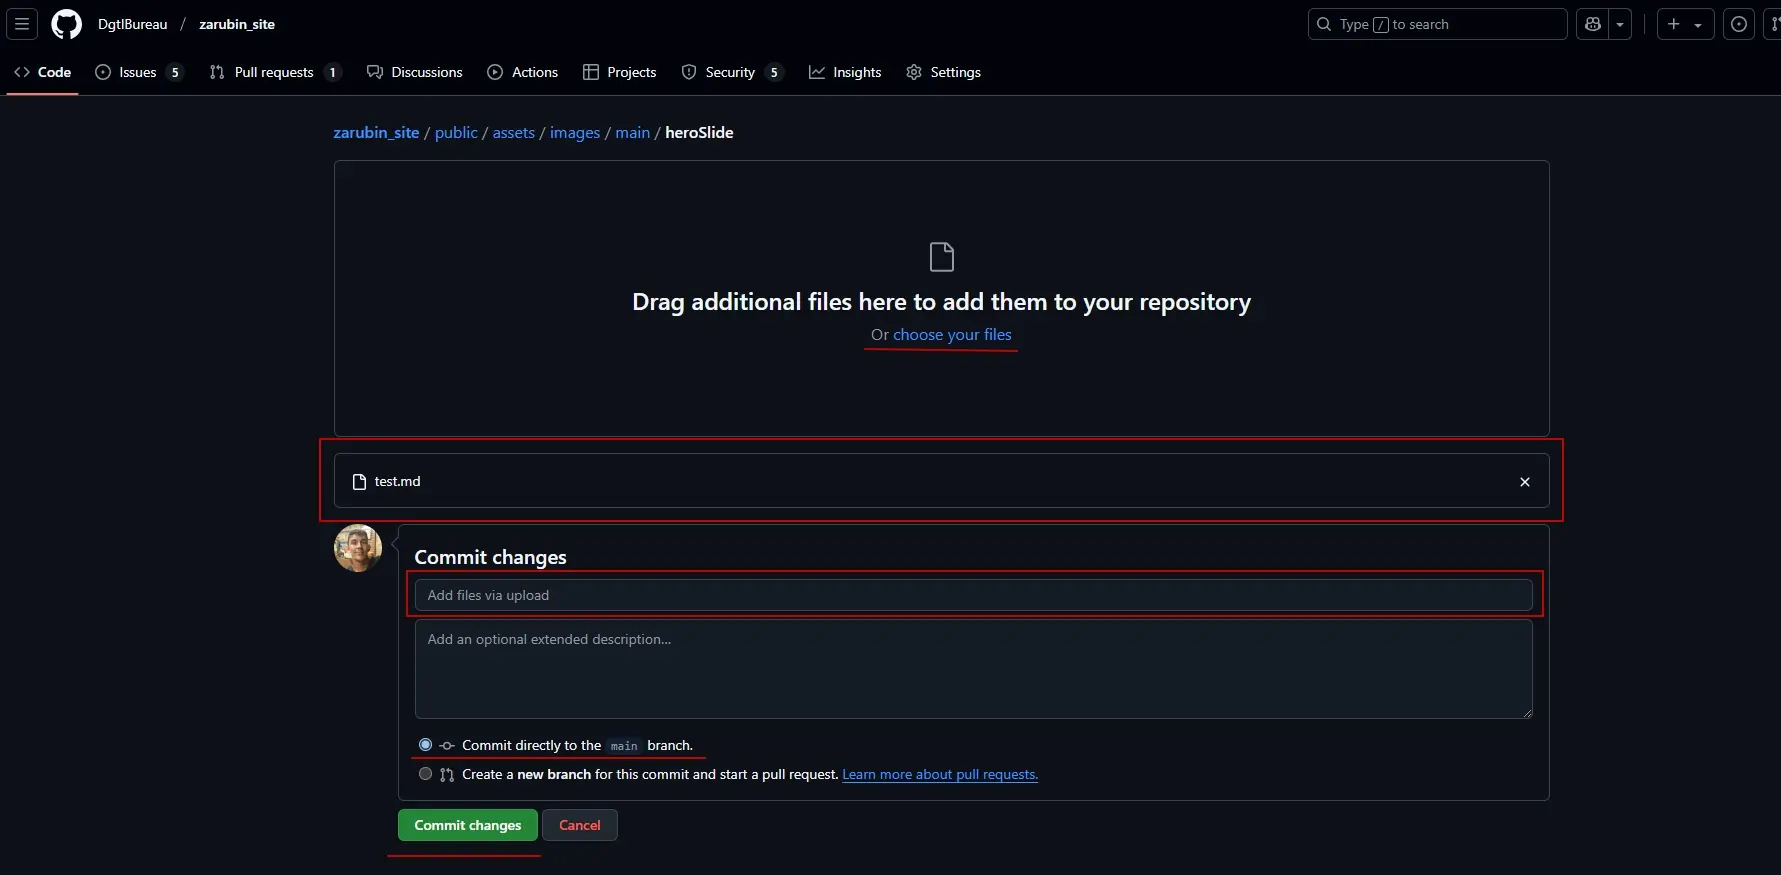 DgtlBureau / zarubin_site
Type / to search
Code
Issues 5
Pull requests 1
Discussions
Actions
Projects
Security 5
Insights
Settings
zarubin_site / public / assets / images / main / heroSlide
Drag additional files here to add them to your repository
Or choose your files
test.md
Commit changes
Add files via upload
Add an optional extended description...
Commit directly to the main branch.
Create a new branch for this commit and start a pull request. Learn more about pull requests.
Commit changes
Cancel